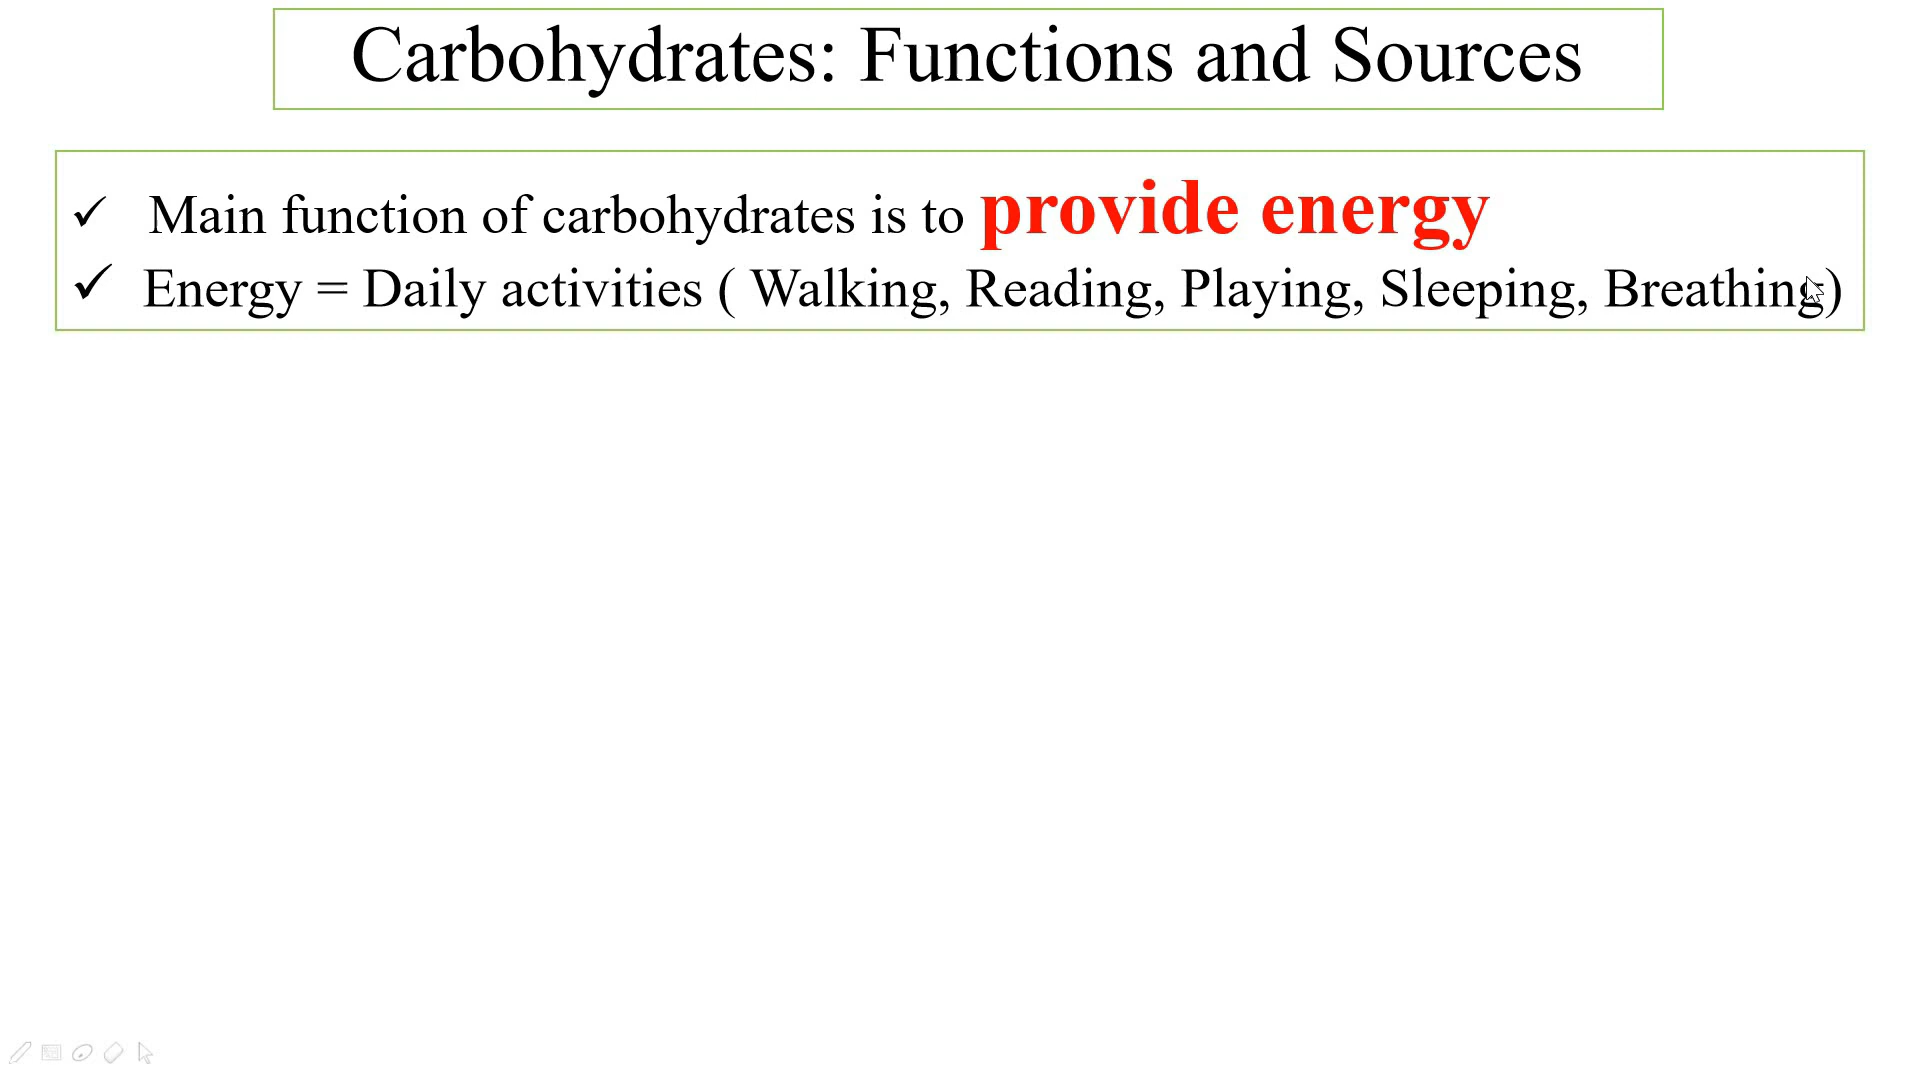 Carbohydrates: Functions and Sources
✓ Main function of carbohydrates is to provide energy
✓ Energy = Daily activities ( Walking, Reading, Playing, Sleeping, Breathing)